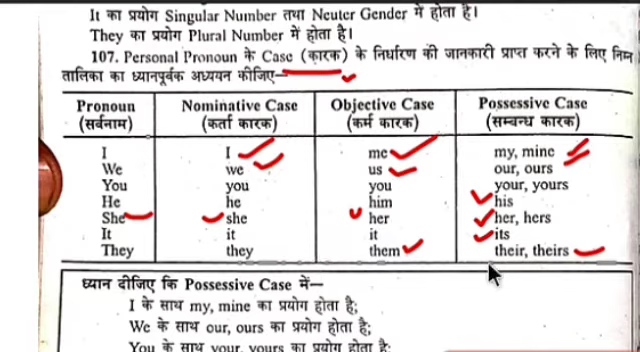 It का प्रयोग Singular Number तथा Neuter Gender में होता है।
They का प्रयोग Plural Number में होता है।
107. Personal Pronoun के Case (कारक) के निर्धारण की जानकारी प्राप्त करने के लिए निम्न
तालिका का ध्यानपूर्वक अध्ययन कीजिए—
Pronoun Nominative Case Objective Case Possessive Case
(सर्वनाम) (कर्ता कारक) (कर्म कारक) (सम्बन्ध कारक)
I I me my, mine
We we us our, ours
You you you your, yours
He he him his
She she her her, hers
It it it its
They they them their, theirs
ध्यान दीजिए कि Possessive Case में—
I के साथ my, mine का प्रयोग होता है;
We के साथ our, ours का प्रयोग होता है;
You के साथ your, yours का प्रयोग होता है;